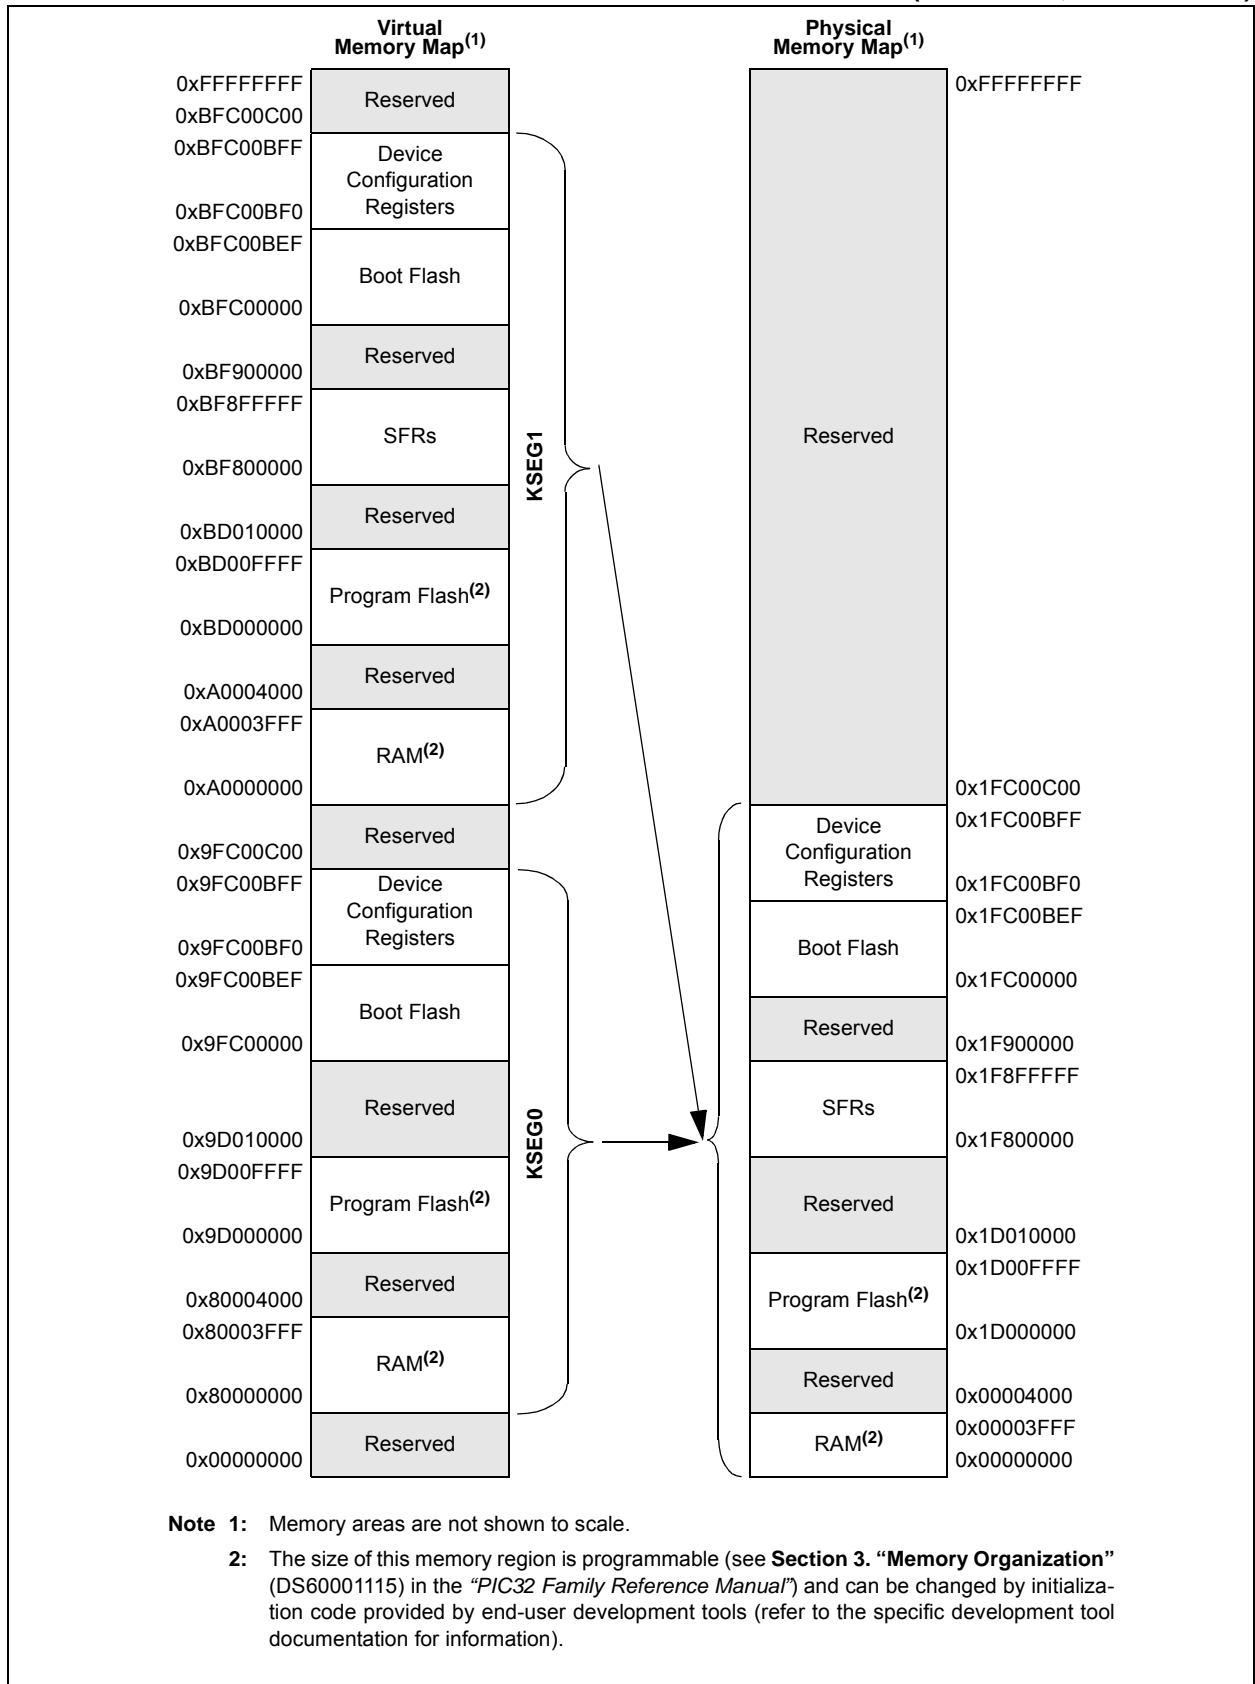 Virtual
Memory Map(1)
Physical
Memory Map(1)
0xFFFFFFFF
Reserved
0xBFC00C00
0xBFC00BFF
Device
Configuration
Registers
0xBFC00BF0
0xBFC00BEF
Boot Flash
0xBFC00000
Reserved
0xBF900000
0xBF8FFFFF
SFRs
0xBF800000
Reserved
0xBD010000
0xBD00FFFF
Program Flash(2)
0xBD000000
Reserved
0xA0004000
0xA0003FFF
RAM(2)
0xA0000000
KSEG1
Reserved
0x9FC00C00
0x9FC00BFF
Device
Configuration
Registers
0x9FC00BF0
0x9FC00BEF
Boot Flash
0x9FC00000
Reserved
0x9D010000
0x9D00FFFF
Program Flash(2)
0x9D000000
Reserved
0x80004000
0x80003FFF
RAM(2)
0x80000000
KSEG0
Reserved
0x00000000
0xFFFFFFFF
Reserved
0x1FC00C00
0x1FC00BFF
Device
Configuration
Registers
0x1FC00BF0
0x1FC00BEF
Boot Flash
0x1FC00000
Reserved
0x1F900000
0x1F8FFFFF
SFRs
0x1F800000
Reserved
0x1D010000
0x1D00FFFF
Program Flash(2)
0x1D000000
Reserved
0x00004000
0x00003FFF
RAM(2)
0x00000000
Note 1: Memory areas are not shown to scale.
2: The size of this memory region is programmable (see Section 3. “Memory Organization”
(DS60001115) in the “PIC32 Family Reference Manual”) and can be changed by initializa-
tion code provided by end-user development tools (refer to the specific development tool
documentation for information).